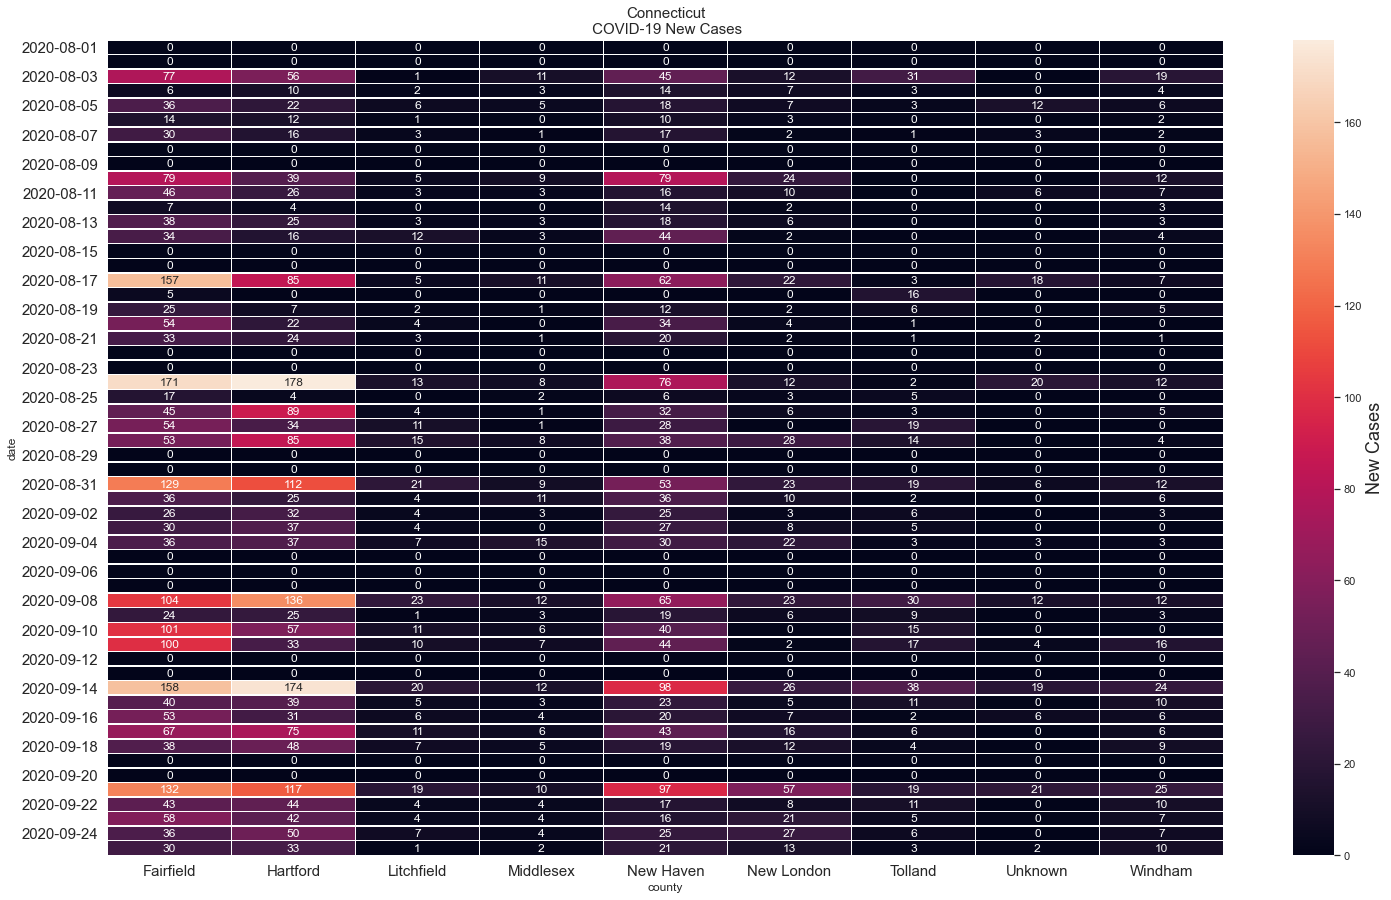 Connecticut
COVID-19 New Cases
2020-08-01 0 0 0 0 0 0 0 0 0
0 0 0 0 0 0 0 0 0
2020-08-03 77 56 1 11 45 12 31 0 19
6 10 2 3 14 7 3 0 4
2020-08-05 36 22 6 5 18 7 3 12 6
14 12 1 0 10 3 0 0 2
2020-08-07 30 16 3 1 17 2 1 3 2
0 0 0 0 0 0 0 0 0
2020-08-09 0 0 0 0 0 0 0 0 0
79 39 5 9 79 24 0 0 12
2020-08-11 46 26 3 3 16 10 0 6 7
7 4 0 0 14 2 0 0 3
2020-08-13 38 25 3 3 18 6 0 0 3
34 16 12 3 44 2 0 0 4
2020-08-15 0 0 0 0 0 0 0 0 0
0 0 0 0 0 0 0 0 0
2020-08-17 157 85 5 11 62 22 3 18 7
5 0 0 0 0 0 16 0 0
2020-08-19 25 7 2 1 12 2 6 0 5
54 22 4 0 34 4 1 0 0
2020-08-21 33 24 3 1 20 2 1 2 1
0 0 0 0 0 0 0 0 0
2020-08-23 0 0 0 0 0 0 0 0 0
171 178 13 8 76 12 2 20 12
2020-08-25 17 4 0 2 6 3 5 0 0
45 89 4 1 32 6 3 0 5
2020-08-27 54 34 11 1 28 0 19 0 0
53 85 15 8 38 28 14 0 4
2020-08-29 0 0 0 0 0 0 0 0 0
0 0 0 0 0 0 0 0 0
2020-08-31 129 112 21 9 53 23 19 6 12
36 25 4 11 36 10 2 0 6
2020-09-02 26 32 4 3 25 3 6 0 3
30 37 4 0 27 8 5 0 0
2020-09-04 36 37 7 15 30 22 3 3 3
0 0 0 0 0 0 0 0 0
2020-09-06 0 0 0 0 0 0 0 0 0
0 0 0 0 0 0 0 0 0
2020-09-08 104 136 23 12 65 23 30 12 12
24 25 1 3 19 6 9 0 3
2020-09-10 101 57 11 6 40 0 15 0 0
100 33 10 7 44 2 17 4 16
2020-09-12 0 0 0 0 0 0 0 0 0
0 0 0 0 0 0 0 0 0
2020-09-14 158 174 20 12 98 26 38 19 24
40 39 5 3 23 5 11 0 10
2020-09-16 53 31 6 4 20 7 2 6 6
67 75 11 6 43 16 6 0 6
2020-09-18 38 48 7 5 19 12 4 0 9
0 0 0 0 0 0 0 0 0
2020-09-20 0 0 0 0 0 0 0 0 0
132 117 19 10 97 57 19 21 25
2020-09-22 43 44 4 4 17 8 11 0 10
58 42 4 4 16 21 5 0 7
2020-09-24 36 50 7 4 25 27 6 0 7
30 33 1 2 21 13 3 2 10
Fairfield Hartford Litchfield Middlesex New Haven New London Tolland Unknown Windham
county
date
160
140
120
100
80
60
40
20
0
New Cases